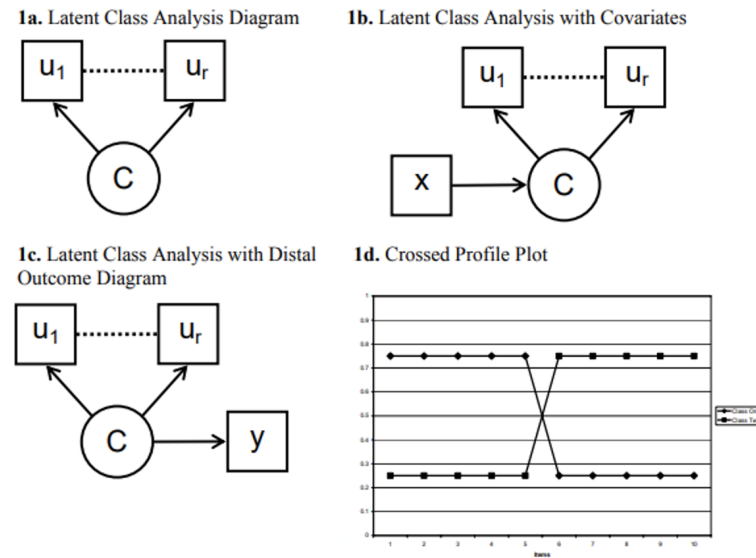 1a. Latent Class Analysis Diagram
u1
ur
C
1b. Latent Class Analysis with Covariates
u1
ur
x
C
1c. Latent Class Analysis with Distal
Outcome Diagram
u1
ur
C
y
1d. Crossed Profile Plot
1
0.9
0.8
0.7
0.6
0.5
0.4
0.3
0.2
0.1
0
1 2 3 4 5 6 7 8 9 10
Items
Class
Class